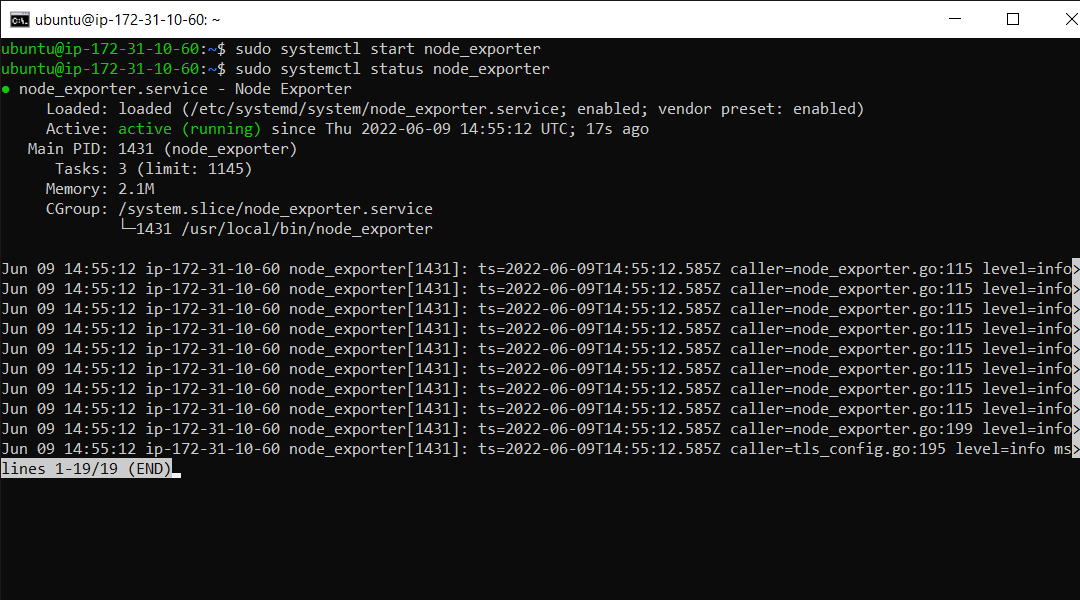 ubuntu@ip-172-31-10-60: ~
ubuntu@ip-172-31-10-60:~$ sudo systemctl start node_exporter
ubuntu@ip-172-31-10-60:~$ sudo systemctl status node_exporter
● node_exporter.service - Node Exporter
     Loaded: loaded (/etc/systemd/system/node_exporter.service; enabled; vendor preset: enabled)
     Active: active (running) since Thu 2022-06-09 14:55:12 UTC; 17s ago
   Main PID: 1431 (node_exporter)
      Tasks: 3 (limit: 1145)
     Memory: 2.1M
     CGroup: /system.slice/node_exporter.service
             └─1431 /usr/local/bin/node_exporter

Jun 09 14:55:12 ip-172-31-10-60 node_exporter[1431]: ts=2022-06-09T14:55:12.585Z caller=node_exporter.go:115 level=info>
Jun 09 14:55:12 ip-172-31-10-60 node_exporter[1431]: ts=2022-06-09T14:55:12.585Z caller=node_exporter.go:115 level=info>
Jun 09 14:55:12 ip-172-31-10-60 node_exporter[1431]: ts=2022-06-09T14:55:12.585Z caller=node_exporter.go:115 level=info>
Jun 09 14:55:12 ip-172-31-10-60 node_exporter[1431]: ts=2022-06-09T14:55:12.585Z caller=node_exporter.go:115 level=info>
Jun 09 14:55:12 ip-172-31-10-60 node_exporter[1431]: ts=2022-06-09T14:55:12.585Z caller=node_exporter.go:115 level=info>
Jun 09 14:55:12 ip-172-31-10-60 node_exporter[1431]: ts=2022-06-09T14:55:12.585Z caller=node_exporter.go:115 level=info>
Jun 09 14:55:12 ip-172-31-10-60 node_exporter[1431]: ts=2022-06-09T14:55:12.585Z caller=node_exporter.go:115 level=info>
Jun 09 14:55:12 ip-172-31-10-60 node_exporter[1431]: ts=2022-06-09T14:55:12.585Z caller=node_exporter.go:115 level=info>
Jun 09 14:55:12 ip-172-31-10-60 node_exporter[1431]: ts=2022-06-09T14:55:12.585Z caller=node_exporter.go:199 level=info>
Jun 09 14:55:12 ip-172-31-10-60 node_exporter[1431]: ts=2022-06-09T14:55:12.585Z caller=tls_config.go:195 level=info ms>
lines 1-19/19 (END)